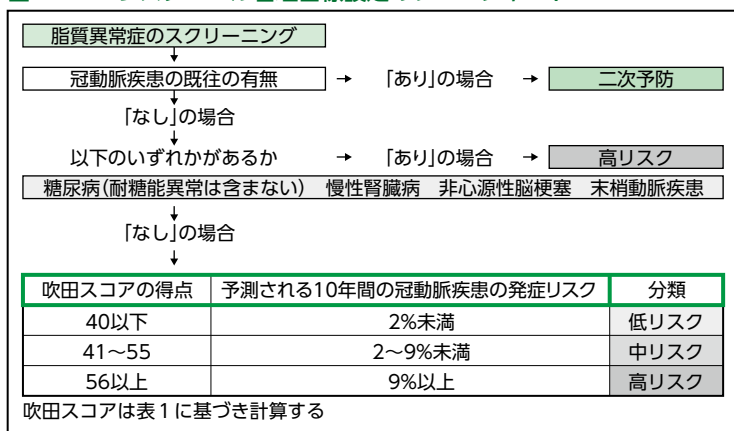 脂質異常症のスクリーニング
↓
冠動脈疾患の既往の有無 → 「あり」の場合 → 二次予防
↓
「なし」の場合
↓
以下のいずれかがあるか → 「あり」の場合 → 高リスク
糖尿病(耐糖能異常は含まない) 慢性腎臓病 非心源性脳梗塞 末梢動脈疾患
↓
「なし」の場合
↓
吹田スコアの得点 予測される10年間の冠動脈疾患の発症リスク 分類
40以下 2%未満 低リスク
41〜55 2〜9%未満 中リスク
56以上 9%以上 高リスク
吹田スコアは表1に基づき計算する